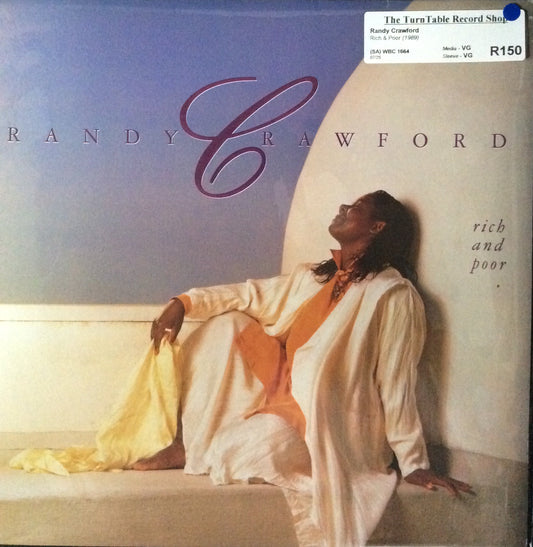 The TurnTable Record Shop
Randy Crawford
Rich & Poor (1989)
(SA) WBC 1664
Media - VG
Sleeve - VG
R150
RANDY CRAWFORD
rich
and
poor